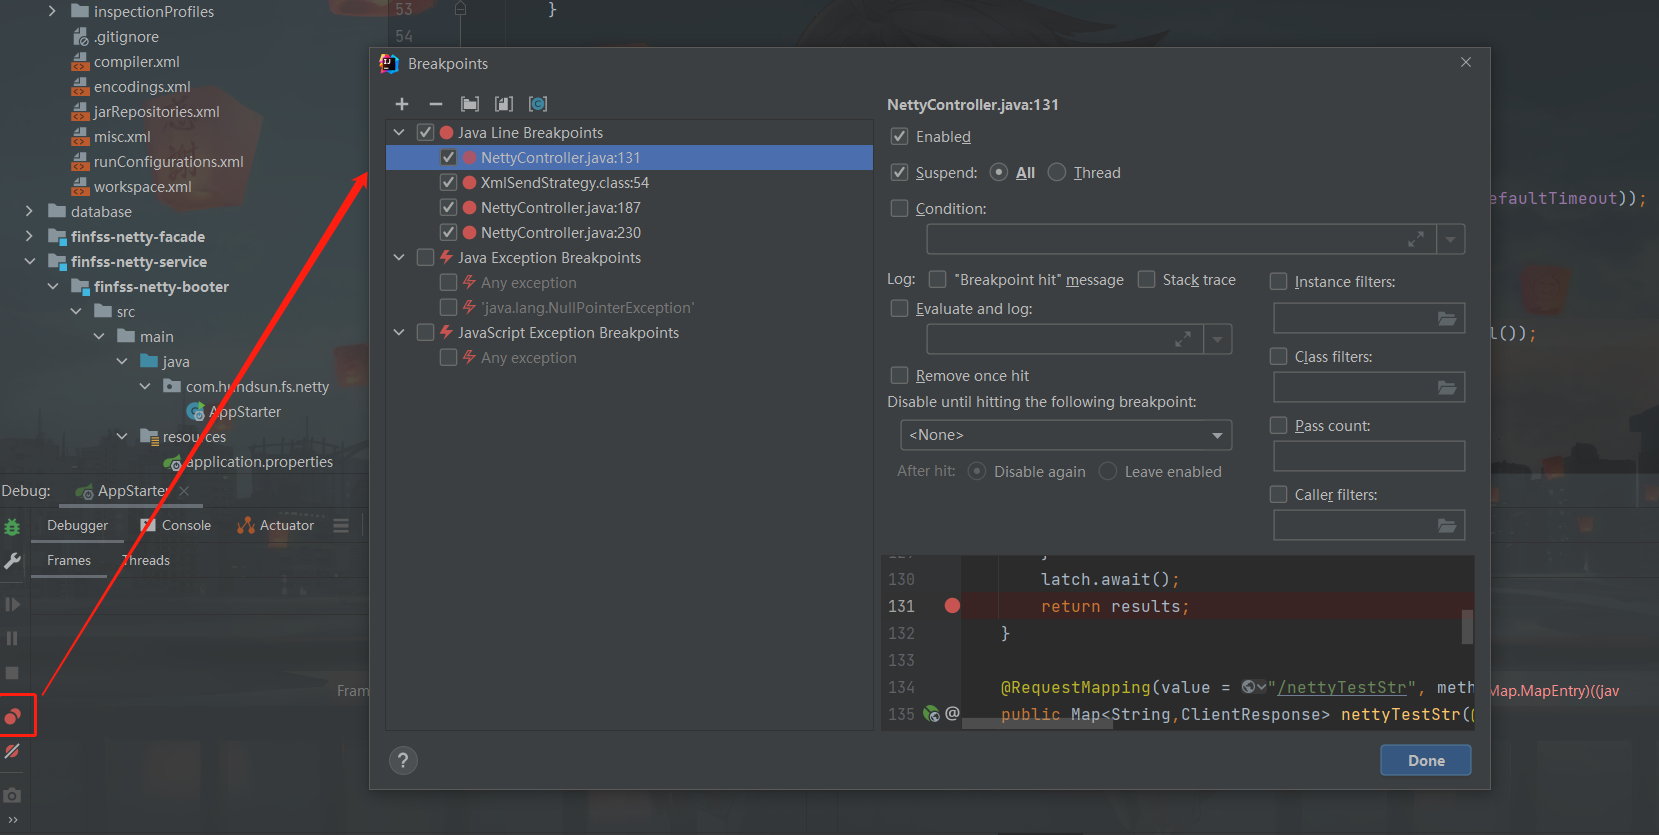 inspectionProfiles
.gitignore
compiler.xml
encodings.xml
jarRepositories.xml
misc.xml
runConfigurations.xml
workspace.xml
database
finfss-netty-facade
finfss-netty-service
finfss-netty-booter
src
main
java
com.hundsun.fs.netty
AppStarter
resources
application.properties
53 }
54
efaultTimeout));
l());
Breakpoints
Java Line Breakpoints
NettyController.java:131
XmlSendStrategy.class:54
NettyController.java:187
NettyController.java:230
Java Exception Breakpoints
Any exception
'java.lang.NullPointerException'
JavaScript Exception Breakpoints
Any exception
NettyController.java:131
Enabled
Suspend: All Thread
Condition:
Log: "Breakpoint hit" message Stack trace
Evaluate and log:
Remove once hit
Disable until hitting the following breakpoint:
<None>
After hit: Disable again Leave enabled
Instance filters:
Class filters:
Pass count:
Caller filters:
130 latch.await();
131 return results;
132 }
133
134 @RequestMapping(value = "/nettyTestStr", meth
135 @ public Map<String,ClientResponse> nettyTestStr(@
? Done
Debug: AppStarter
Debugger Console Actuator
Frames Threads
Fram
Map.MapEntry)((jav